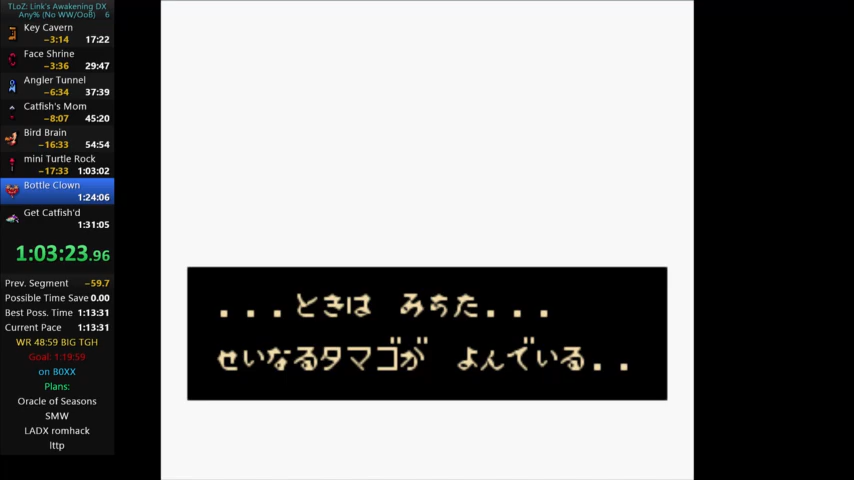 TLoZ: Link's Awakening DX
Any% (No WW/OoB) 6
Key Cavern
−3:14 17:22
Face Shrine
−3:36 29:47
Angler Tunnel
−6:34 37:39
Catfish's Mom
−8:07 45:20
Bird Brain
−16:33 54:54
mini Turtle Rock
−17:33 1:03:02
Bottle Clown
1:24:06
Get Catfish'd
1:31:05
1:03:23.96
Prev. Segment −59.7
Possible Time Save 0.00
Best Poss. Time 1:13:31
Current Pace 1:13:31
WR 48:59 BIG TGH
Goal: 1:19:59
on B0XX
Plans:
Oracle of Seasons
SMW
LADX romhack
lttp
...ときは みちた...
せいなるタマゴが よんでいる..